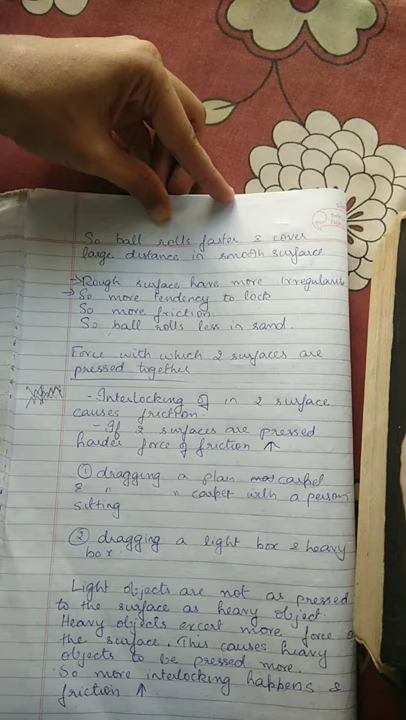 So ball rolls faster & cover
large distance in smooth surface
→Rough surface have more irregularis
→So more tendency to lock
So more friction
So ball rolls less in sand.
Force with which 2 surfaces are
pressed together
- Interlocking of in 2 surface
causes friction
- If 2 surfaces are pressed
harder force of friction ↑
① dragging a plain carpet
& " " carpet with a person
sitting
② dragging a light box & heavy
box.
Light objects are not as pressed
to the surface as heavy object.
Heavy objects excert more force
the surface. This causes heavy
objects to be pressed more.
So more interlocking happens &
friction ↑